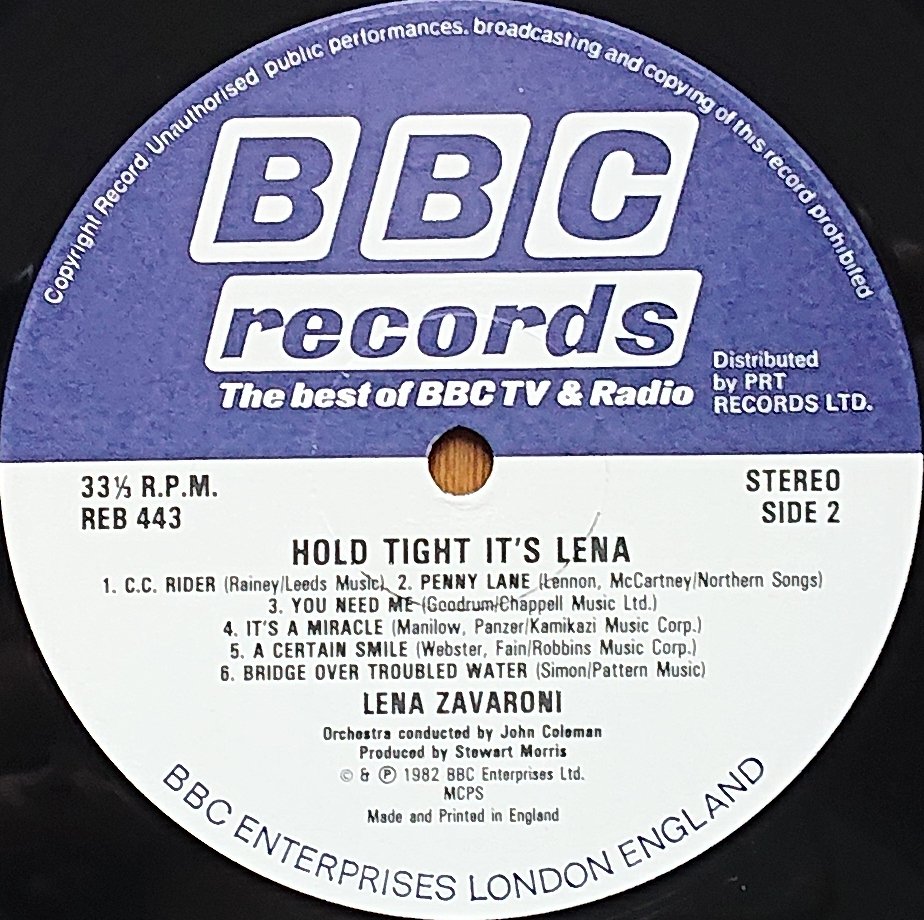 Copyright Record Unauthorised public performances, broadcasting and copying of this record prohibited
BBC
records
The best of BBC TV & Radio
Distributed
by PRT
RECORDS LTD.
33⅓ R.P.M.
REB 443
STEREO
SIDE 2
HOLD TIGHT IT'S LENA
1. C.C. RIDER (Rainey/Leeds Music), 2. PENNY LANE (Lennon, McCartney/Northern Songs)
3. YOU NEED ME (Goodrum/Chappell Music Ltd.)
4. IT'S A MIRACLE (Manilow, Panzer/Kamikazi Music Corp.)
5. A CERTAIN SMILE (Webster, Fain/Robbins Music Corp.)
6. BRIDGE OVER TROUBLED WATER (Simon/Pattern Music)
LENA ZAVARONI
Orchestra conducted by John Coleman
Produced by Stewart Morris
© & ℗ 1982 BBC Enterprises Ltd.
MCPS
Made and Printed in England
BBC ENTERPRISES LONDON ENGLAND